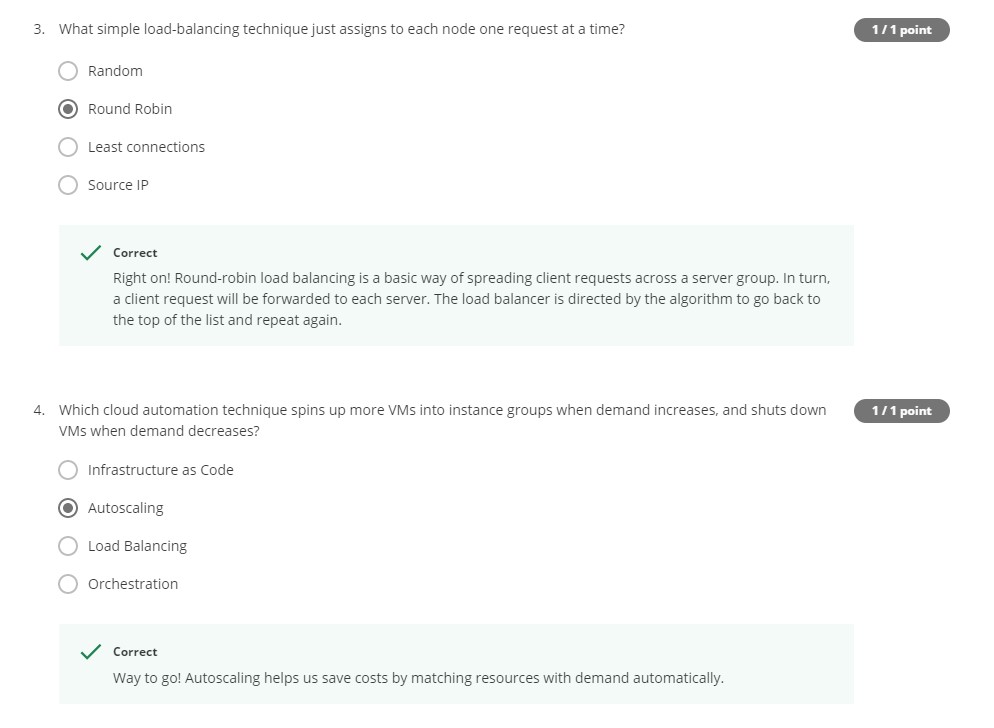 3. What simple load-balancing technique just assigns to each node one request at a time?
1 / 1 point
Random
Round Robin
Least connections
Source IP
Correct
Right on! Round-robin load balancing is a basic way of spreading client requests across a server group. In turn,
a client request will be forwarded to each server. The load balancer is directed by the algorithm to go back to
the top of the list and repeat again.
4. Which cloud automation technique spins up more VMs into instance groups when demand increases, and shuts down
VMs when demand decreases?
1 / 1 point
Infrastructure as Code
Autoscaling
Load Balancing
Orchestration
Correct
Way to go! Autoscaling helps us save costs by matching resources with demand automatically.